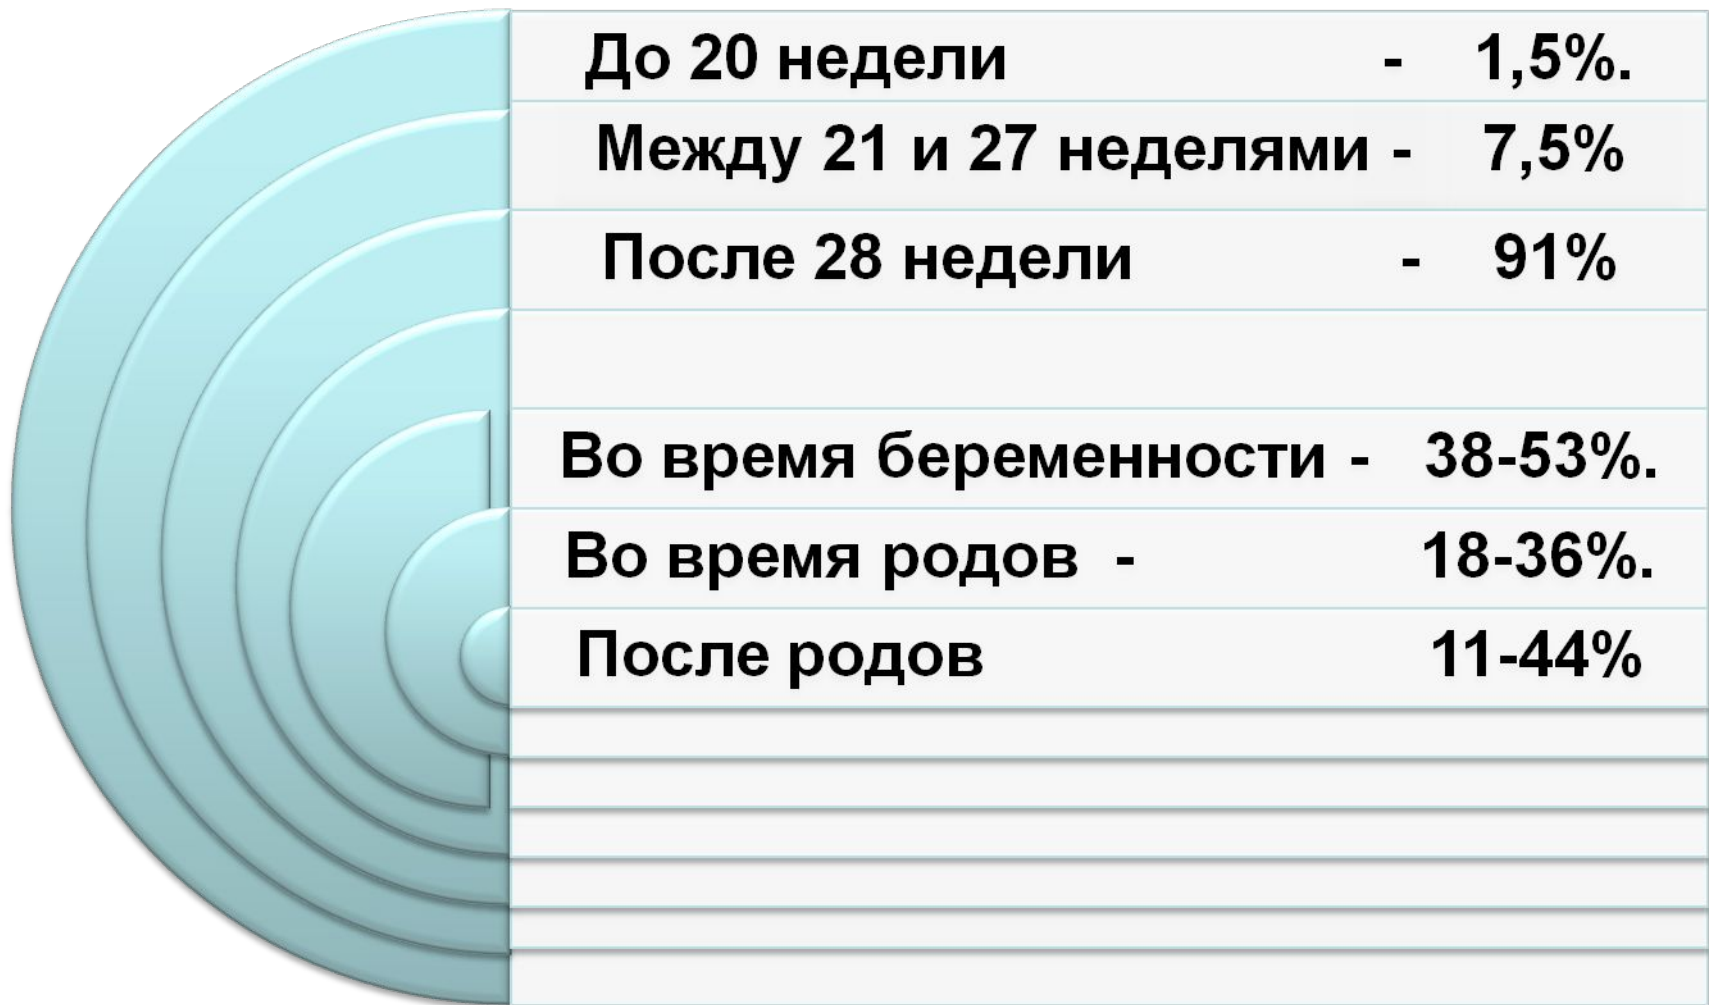 До 20 недели - 1,5%.
Между 21 и 27 неделями - 7,5%
После 28 недели - 91%
Во время беременности - 38-53%.
Во время родов - 18-36%.
После родов 11-44%